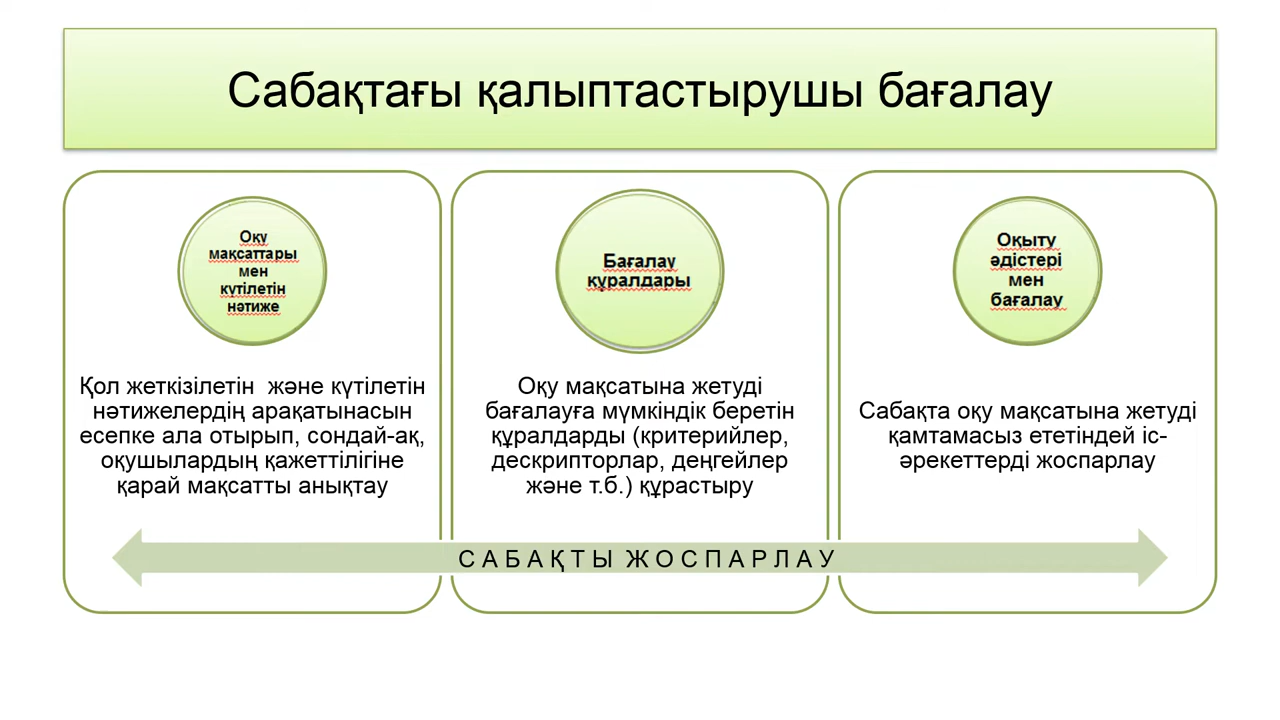 Сабақтағы қалыптастырушы бағалау
Оқу
мақсаттары
мен
күтілетін
нәтиже
Қол жеткізілетін  және күтілетін
нәтижелердің арақатынасын
есепке ала отырып, сондай-ақ,
оқушылардың қажеттілігіне
қарай мақсатты анықтау
Бағалау
құралдары
Оқу мақсатына жетуді
бағалауға мүмкіндік беретін
құралдарды (критерийлер,
дескрипторлар, деңгейлер
және т.б.) құрастыру
Оқыту
әдістері
мен
бағалау
Сабақта оқу мақсатына жетуді
қамтамасыз ететіндей іс-
әрекеттерді жоспарлау
С А Б А Қ Т Ы  Ж О С П А Р Л А У